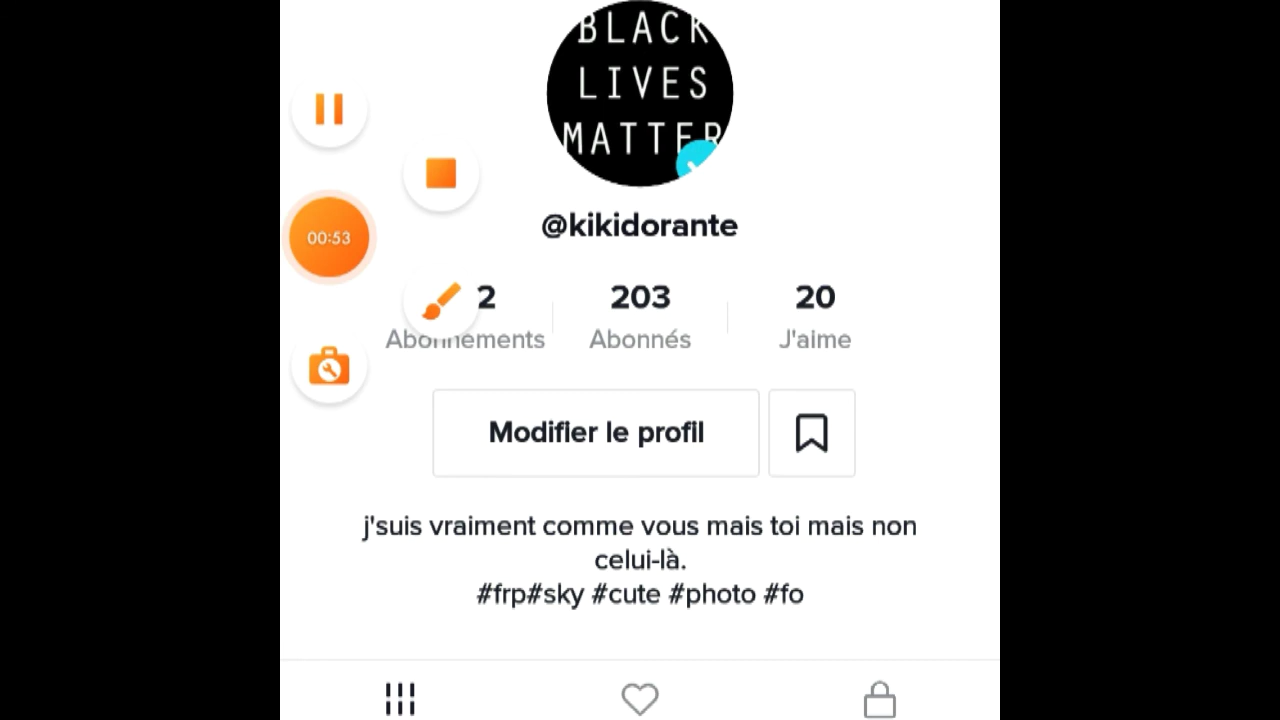 BLACK
LIVES
MATTER
@kikidorante
00:53
2 203 20
Abonnements Abonnés J'aime
Modifier le profil
j'suis vraiment comme vous mais toi mais non
celui-là.
#frp#sky #cute #photo #fo